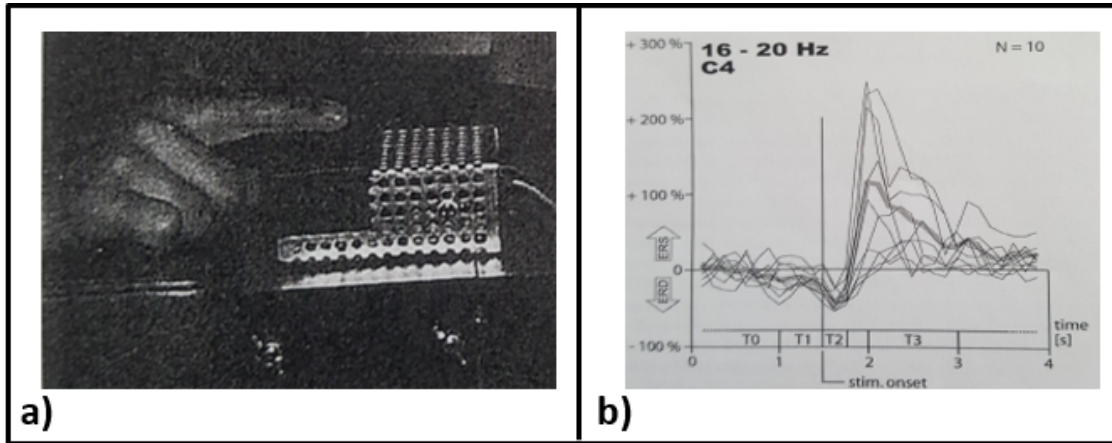 a)
+ 300 %
16 - 20 Hz
N = 10
C4
+ 200 %
+ 100 %
ERS
0
ERD
T0 T1 T2 T3
time
[s]
- 100 %
0 1 2 3 4
stim. onset
b)